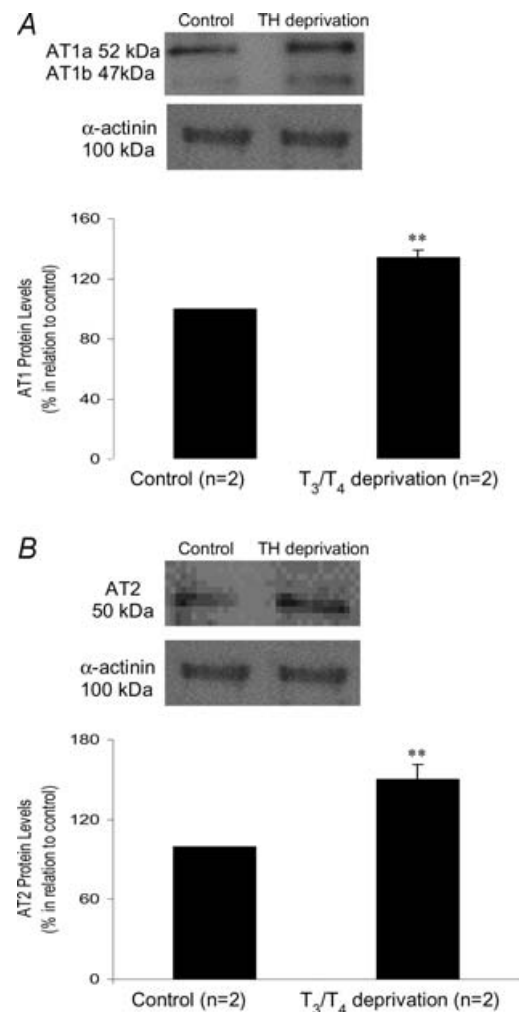 A
Control TH deprivation
AT1a 52 kDa
AT1b 47kDa
α-actinin
100 kDa
160
120
80
40
0
AT1 Protein Levels
(% in relation to control)
**
Control (n=2) T3/T4 deprivation (n=2)
B
Control TH deprivation
AT2
50 kDa
α-actinin
100 kDa
180
120
60
0
AT2 Protein Levels
(% in relation to control)
**
Control (n=2) T3/T4 deprivation (n=2)